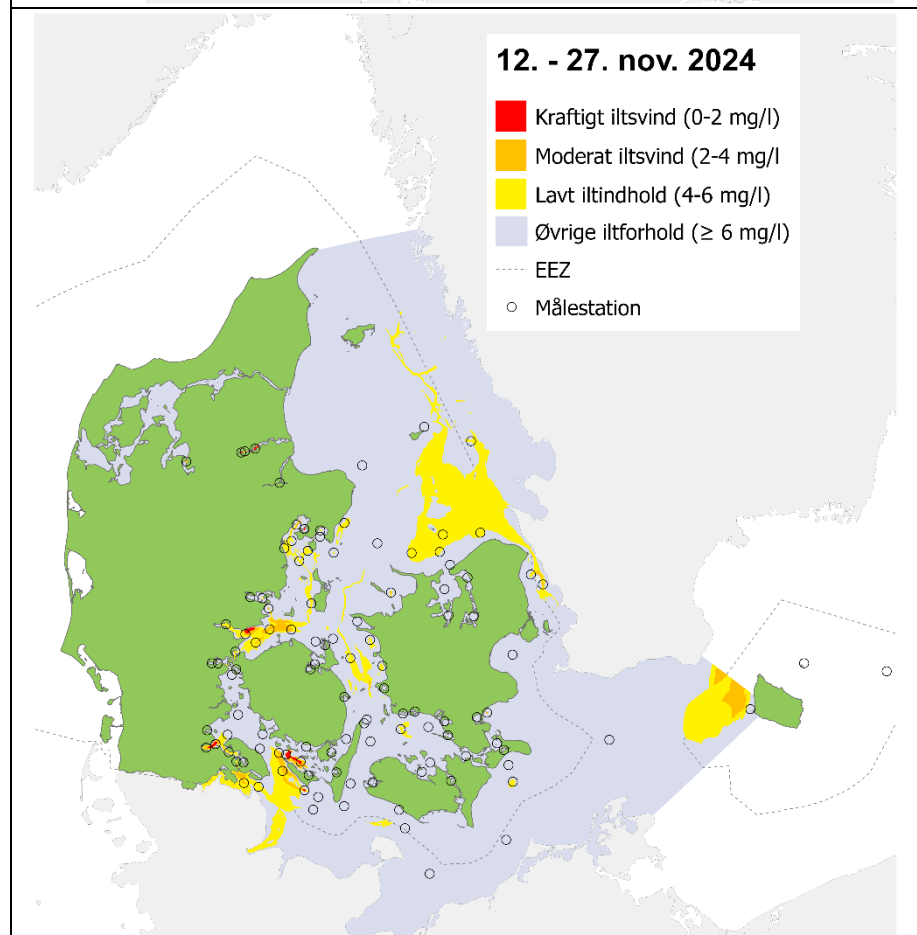 12. - 27. nov. 2024
Kraftigt iltsvind (0-2 mg/l)
Moderat iltsvind (2-4 mg/l
Lavt iltindhold (4-6 mg/l)
Øvrige iltforhold (≥ 6 mg/l)
EEZ
Målestation